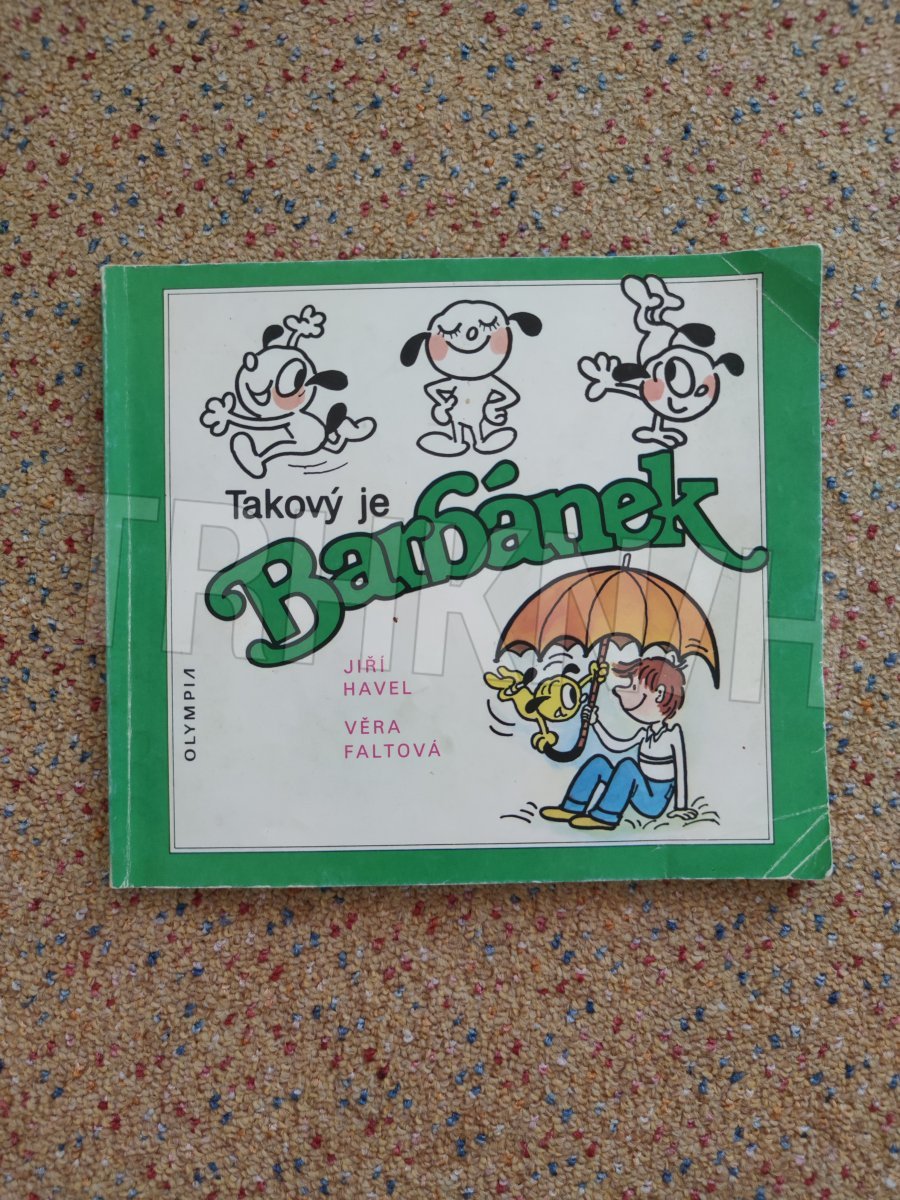 Takový je
Barbánek
JIŘÍ
HAVEL
VĚRA
FALTOVÁ
OLYMPIA